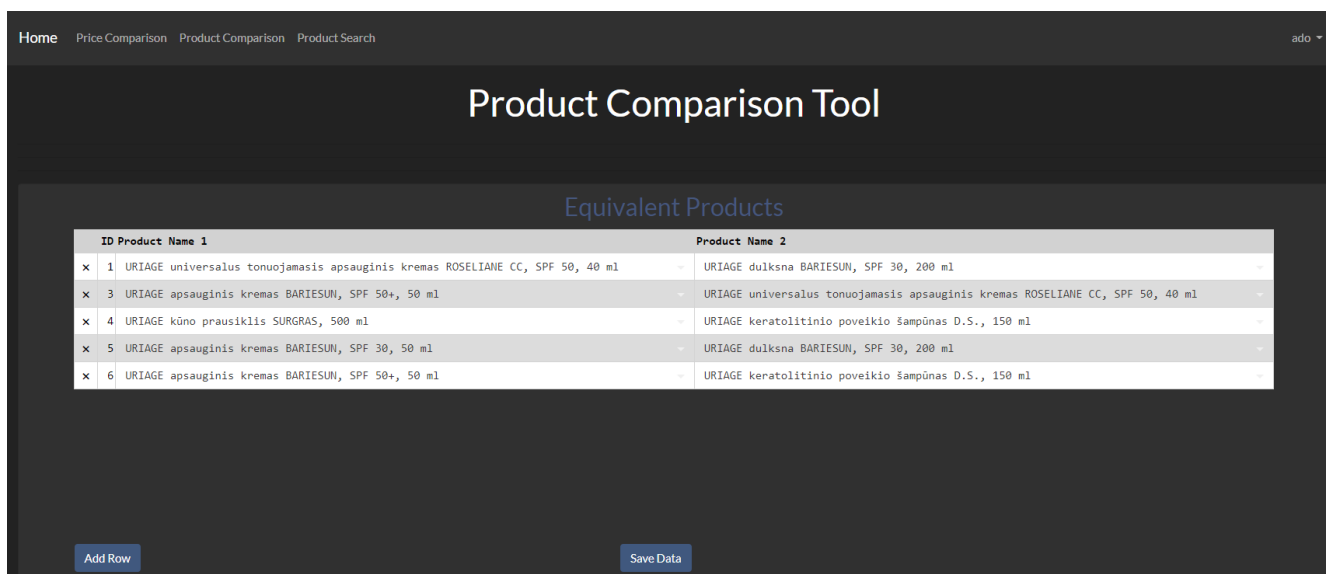 Home Price Comparison Product Comparison Product Search ado
Product Comparison Tool
Equivalent Products
ID Product Name 1 Product Name 2
× 1 URIAGE universalus tonuojamasis apsauginis kremas ROSELIANE CC, SPF 50, 40 ml URIAGE dulksna BARIESUN, SPF 30, 200 ml
× 3 URIAGE apsauginis kremas BARIESUN, SPF 50+, 50 ml URIAGE universalus tonuojamasis apsauginis kremas ROSELIANE CC, SPF 50, 40 ml
× 4 URIAGE kūno prausiklis SURGRAS, 500 ml URIAGE keratolitinio poveikio šampūnas D.S., 150 ml
× 5 URIAGE apsauginis kremas BARIESUN, SPF 30, 50 ml URIAGE dulksna BARIESUN, SPF 30, 200 ml
× 6 URIAGE apsauginis kremas BARIESUN, SPF 50+, 50 ml URIAGE keratolitinio poveikio šampūnas D.S., 150 ml
Add Row Save Data